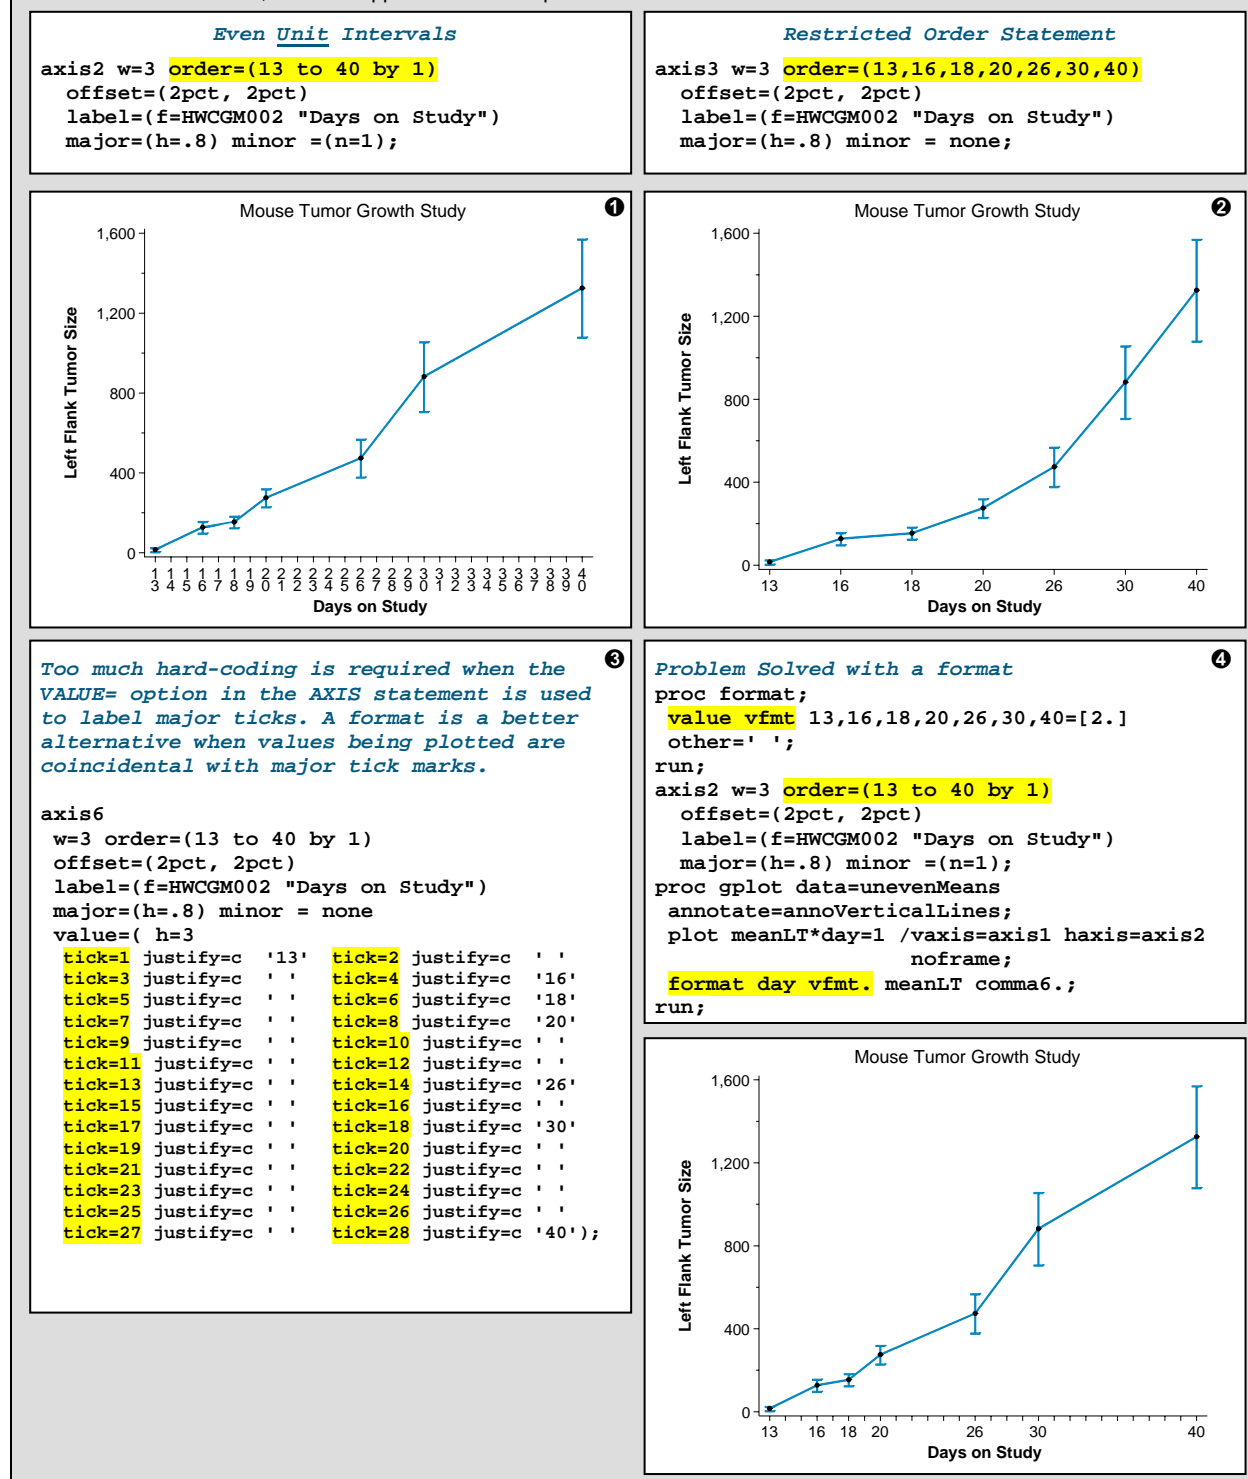 Even Unit Intervals
axis2 w=3 order=(13 to 40 by 1)
offset=(2pct, 2pct)
label=(f=HWCGM002 "Days on Study")
major=(h=.8) minor =(n=1);
Restricted Order Statement
axis3 w=3 order=(13,16,18,20,26,30,40)
offset=(2pct, 2pct)
label=(f=HWCGM002 "Days on Study")
major=(h=.8) minor = none;
Mouse Tumor Growth Study ❶
1,600
1,200
800
400
0
Left Flank Tumor Size
13 14 15 16 17 18 19 20 21 22 23 24 25 26 27 28 29 30 31 32 33 34 35 36 37 38 39 40
Days on Study
Mouse Tumor Growth Study ❷
1,600
1,200
800
400
0
Left Flank Tumor Size
13 16 18 20 26 30 40
Days on Study
Too much hard-coding is required when the ❸
VALUE= option in the AXIS statement is used
to label major ticks. A format is a better
alternative when values being plotted are
coincidental with major tick marks.
axis6
w=3 order=(13 to 40 by 1)
offset=(2pct, 2pct)
label=(f=HWCGM002 "Days on Study")
major=(h=.8) minor = none
value=( h=3
tick=1 justify=c '13' tick=2 justify=c ' '
tick=3 justify=c ' ' tick=4 justify=c '16'
tick=5 justify=c ' ' tick=6 justify=c '18'
tick=7 justify=c ' ' tick=8 justify=c '20'
tick=9 justify=c ' ' tick=10 justify=c ' '
tick=11 justify=c ' ' tick=12 justify=c ' '
tick=13 justify=c ' ' tick=14 justify=c '26'
tick=15 justify=c ' ' tick=16 justify=c ' '
tick=17 justify=c ' ' tick=18 justify=c '30'
tick=19 justify=c ' ' tick=20 justify=c ' '
tick=21 justify=c ' ' tick=22 justify=c ' '
tick=23 justify=c ' ' tick=24 justify=c ' '
tick=25 justify=c ' ' tick=26 justify=c ' '
tick=27 justify=c ' ' tick=28 justify=c '40');
Problem Solved with a format ❹
proc format;
value vfmt 13,16,18,20,26,30,40=[2.]
other=' ';
run;
axis2 w=3 order=(13 to 40 by 1)
offset=(2pct, 2pct)
label=(f=HWCGM002 "Days on Study")
major=(h=.8) minor =(n=1);
proc gplot data=unevenMeans
annotate=annoVerticalLines;
plot meanLT*day=1 /vaxis=axis1 haxis=axis2
noframe;
format day vfmt. meanLT comma6.;
run;
Mouse Tumor Growth Study
1,600
1,200
800
400
0
Left Flank Tumor Size
13 16 18 20 26 30 40
Days on Study